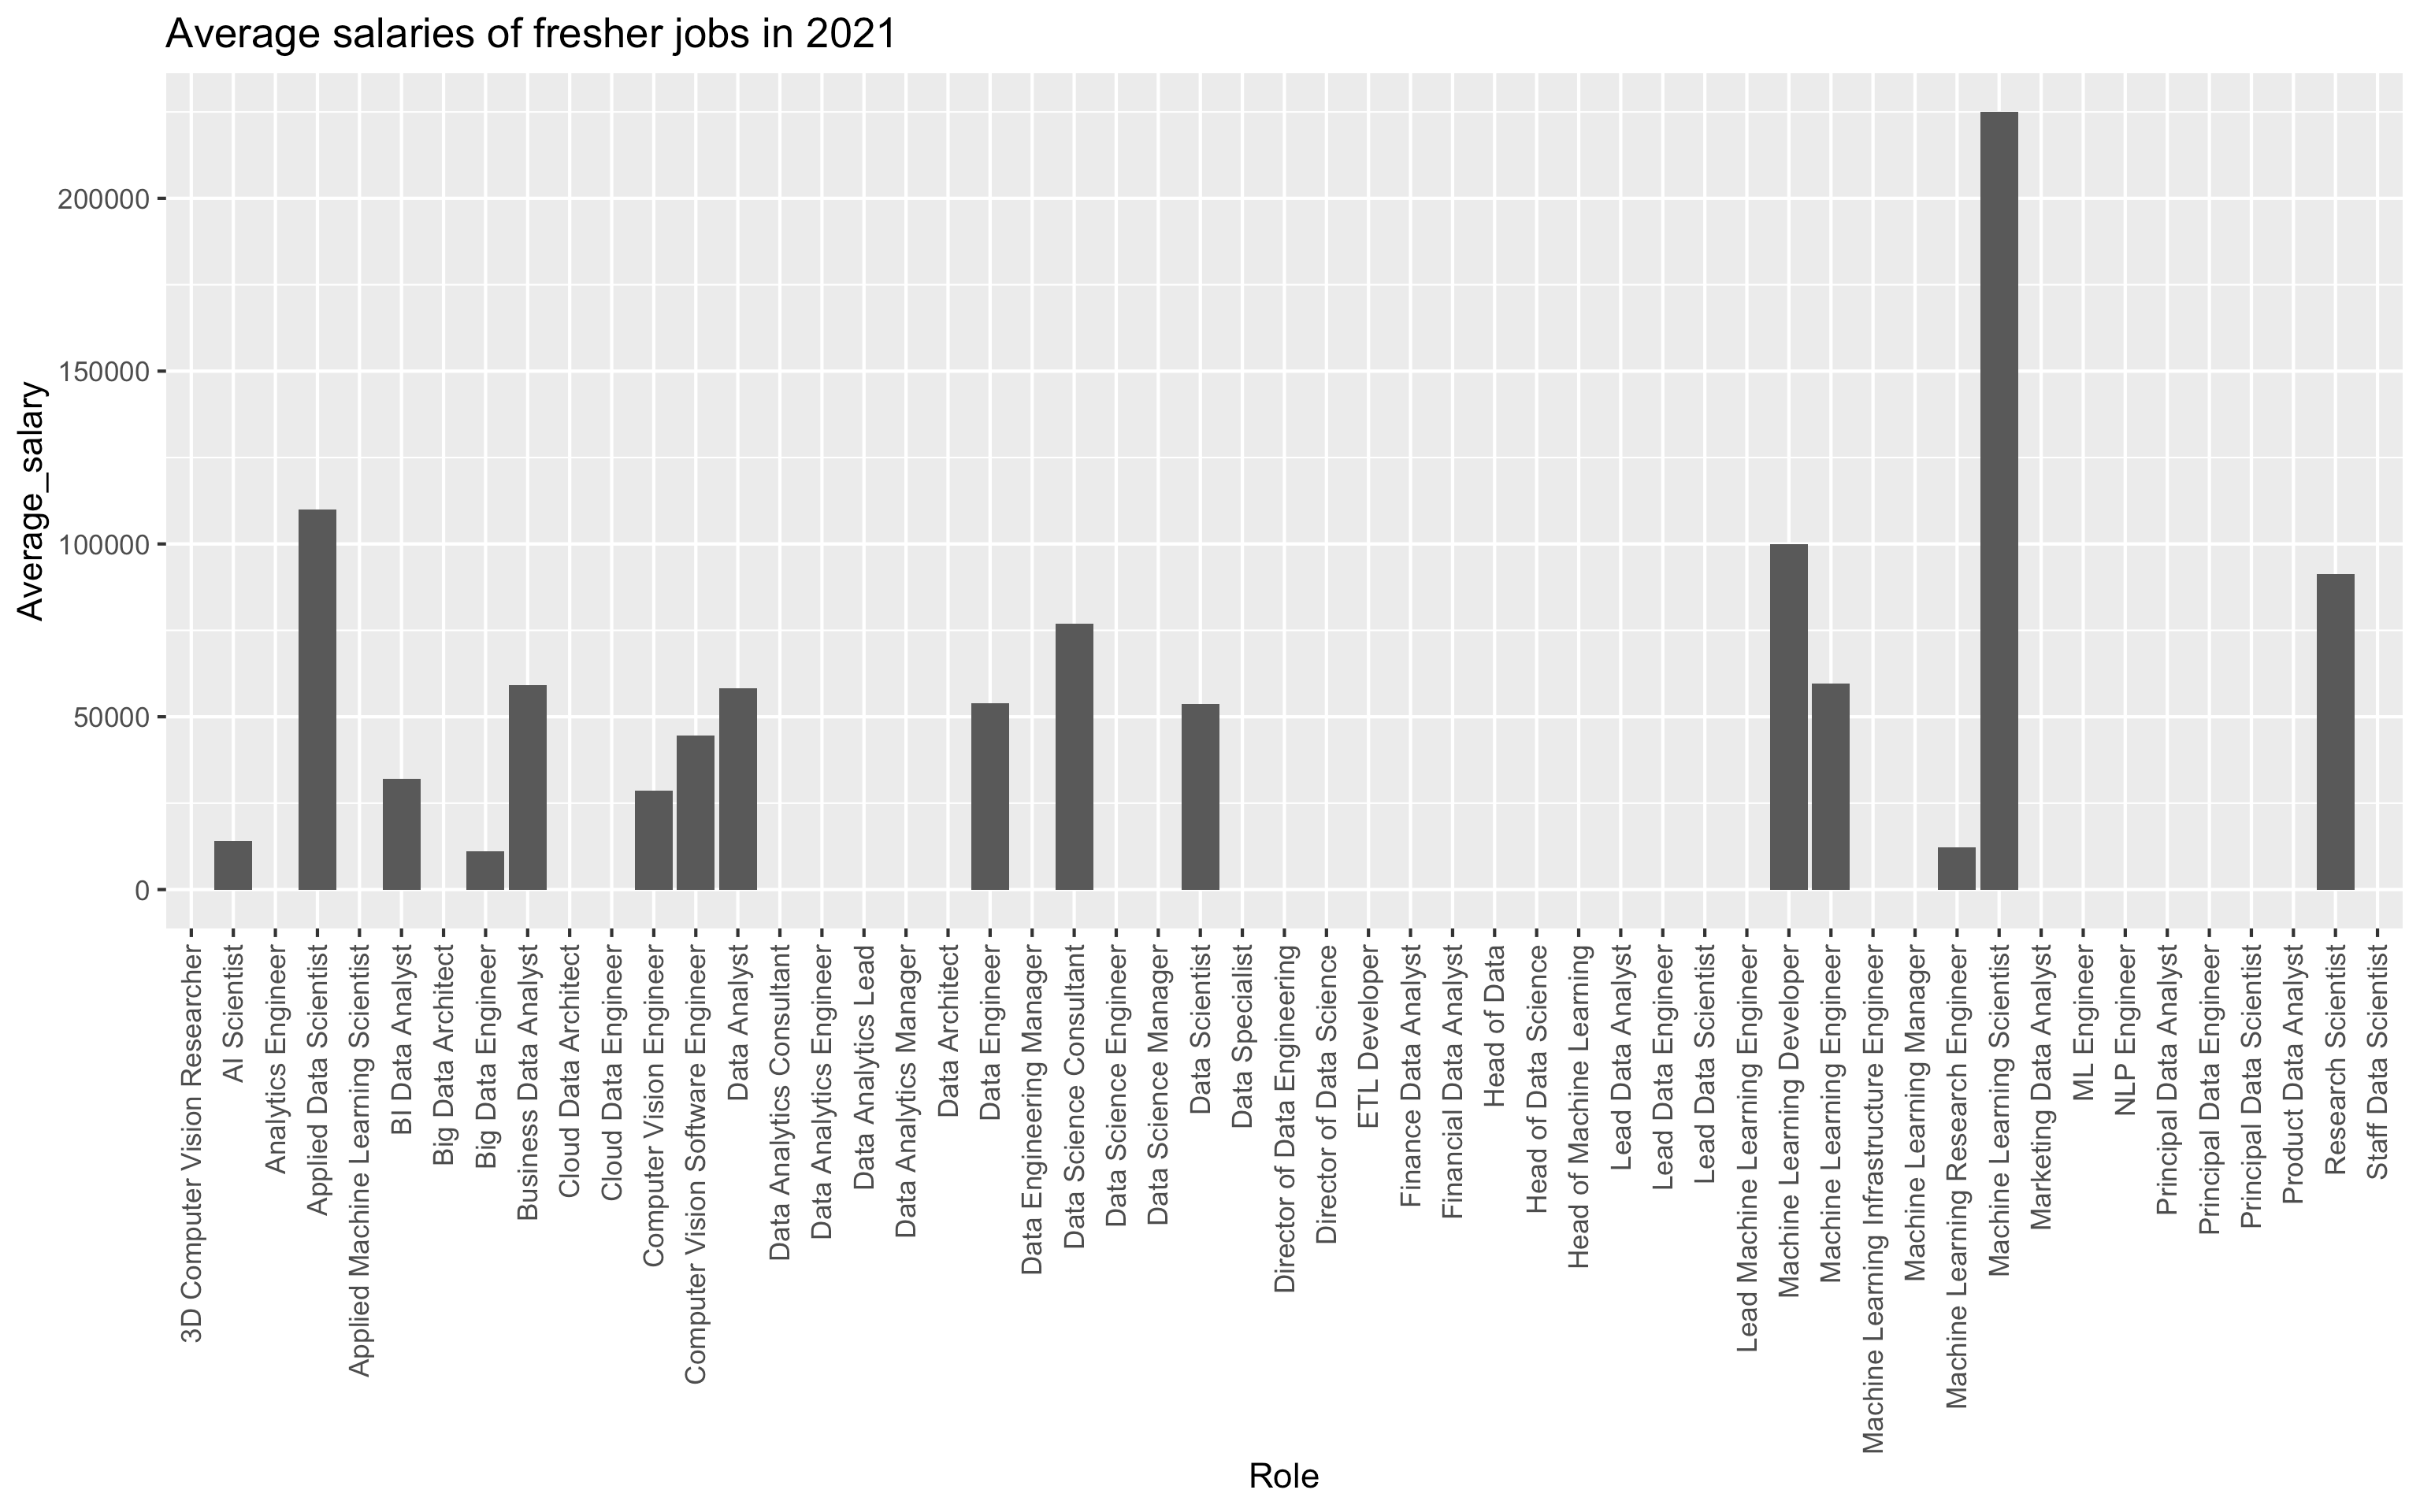 Average salaries of fresher jobs in 2021
Average_salary
200000
150000
100000
50000
0
3D Computer Vision Researcher
AI Scientist
Analytics Engineer
Applied Data Scientist
Applied Machine Learning Scientist
BI Data Analyst
Big Data Architect
Big Data Engineer
Business Data Analyst
Cloud Data Architect
Cloud Data Engineer
Computer Vision Engineer
Computer Vision Software Engineer
Data Analyst
Data Analytics Consultant
Data Analytics Engineer
Data Analytics Lead
Data Analytics Manager
Data Architect
Data Engineer
Data Engineering Manager
Data Science Consultant
Data Science Engineer
Data Science Manager
Data Scientist
Data Specialist
Director of Data Engineering
Director of Data Science
ETL Developer
Finance Data Analyst
Financial Data Analyst
Head of Data
Head of Data Science
Head of Machine Learning
Lead Data Analyst
Lead Data Engineer
Lead Data Scientist
Lead Machine Learning Engineer
Machine Learning Developer
Machine Learning Engineer
Machine Learning Infrastructure Engineer
Machine Learning Manager
Machine Learning Research Engineer
Machine Learning Scientist
Marketing Data Analyst
ML Engineer
NLP Engineer
Principal Data Analyst
Principal Data Engineer
Principal Data Scientist
Product Data Analyst
Research Scientist
Staff Data Scientist
Role